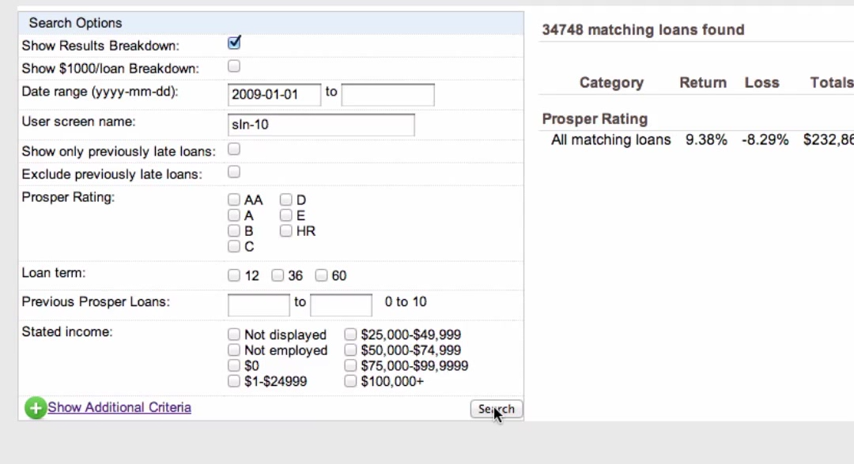 Search Options
Show Results Breakdown:
Show $1000/loan Breakdown:
Date range (yyyy-mm-dd): 2009-01-01 to
User screen name: sln-10
Show only previously late loans:
Exclude previously late loans:
Prosper Rating: AA D
A E
B HR
C
Loan term: 12 36 60
Previous Prosper Loans: to 0 to 10
Stated income: Not displayed $25,000-$49,999
Not employed $50,000-$74,999
$0 $75,000-$99,9999
$1-$24999 $100,000+
Show Additional Criteria Search
34748 matching loans found
Category Return Loss Totals
Prosper Rating
All matching loans 9.38% -8.29% $232,86